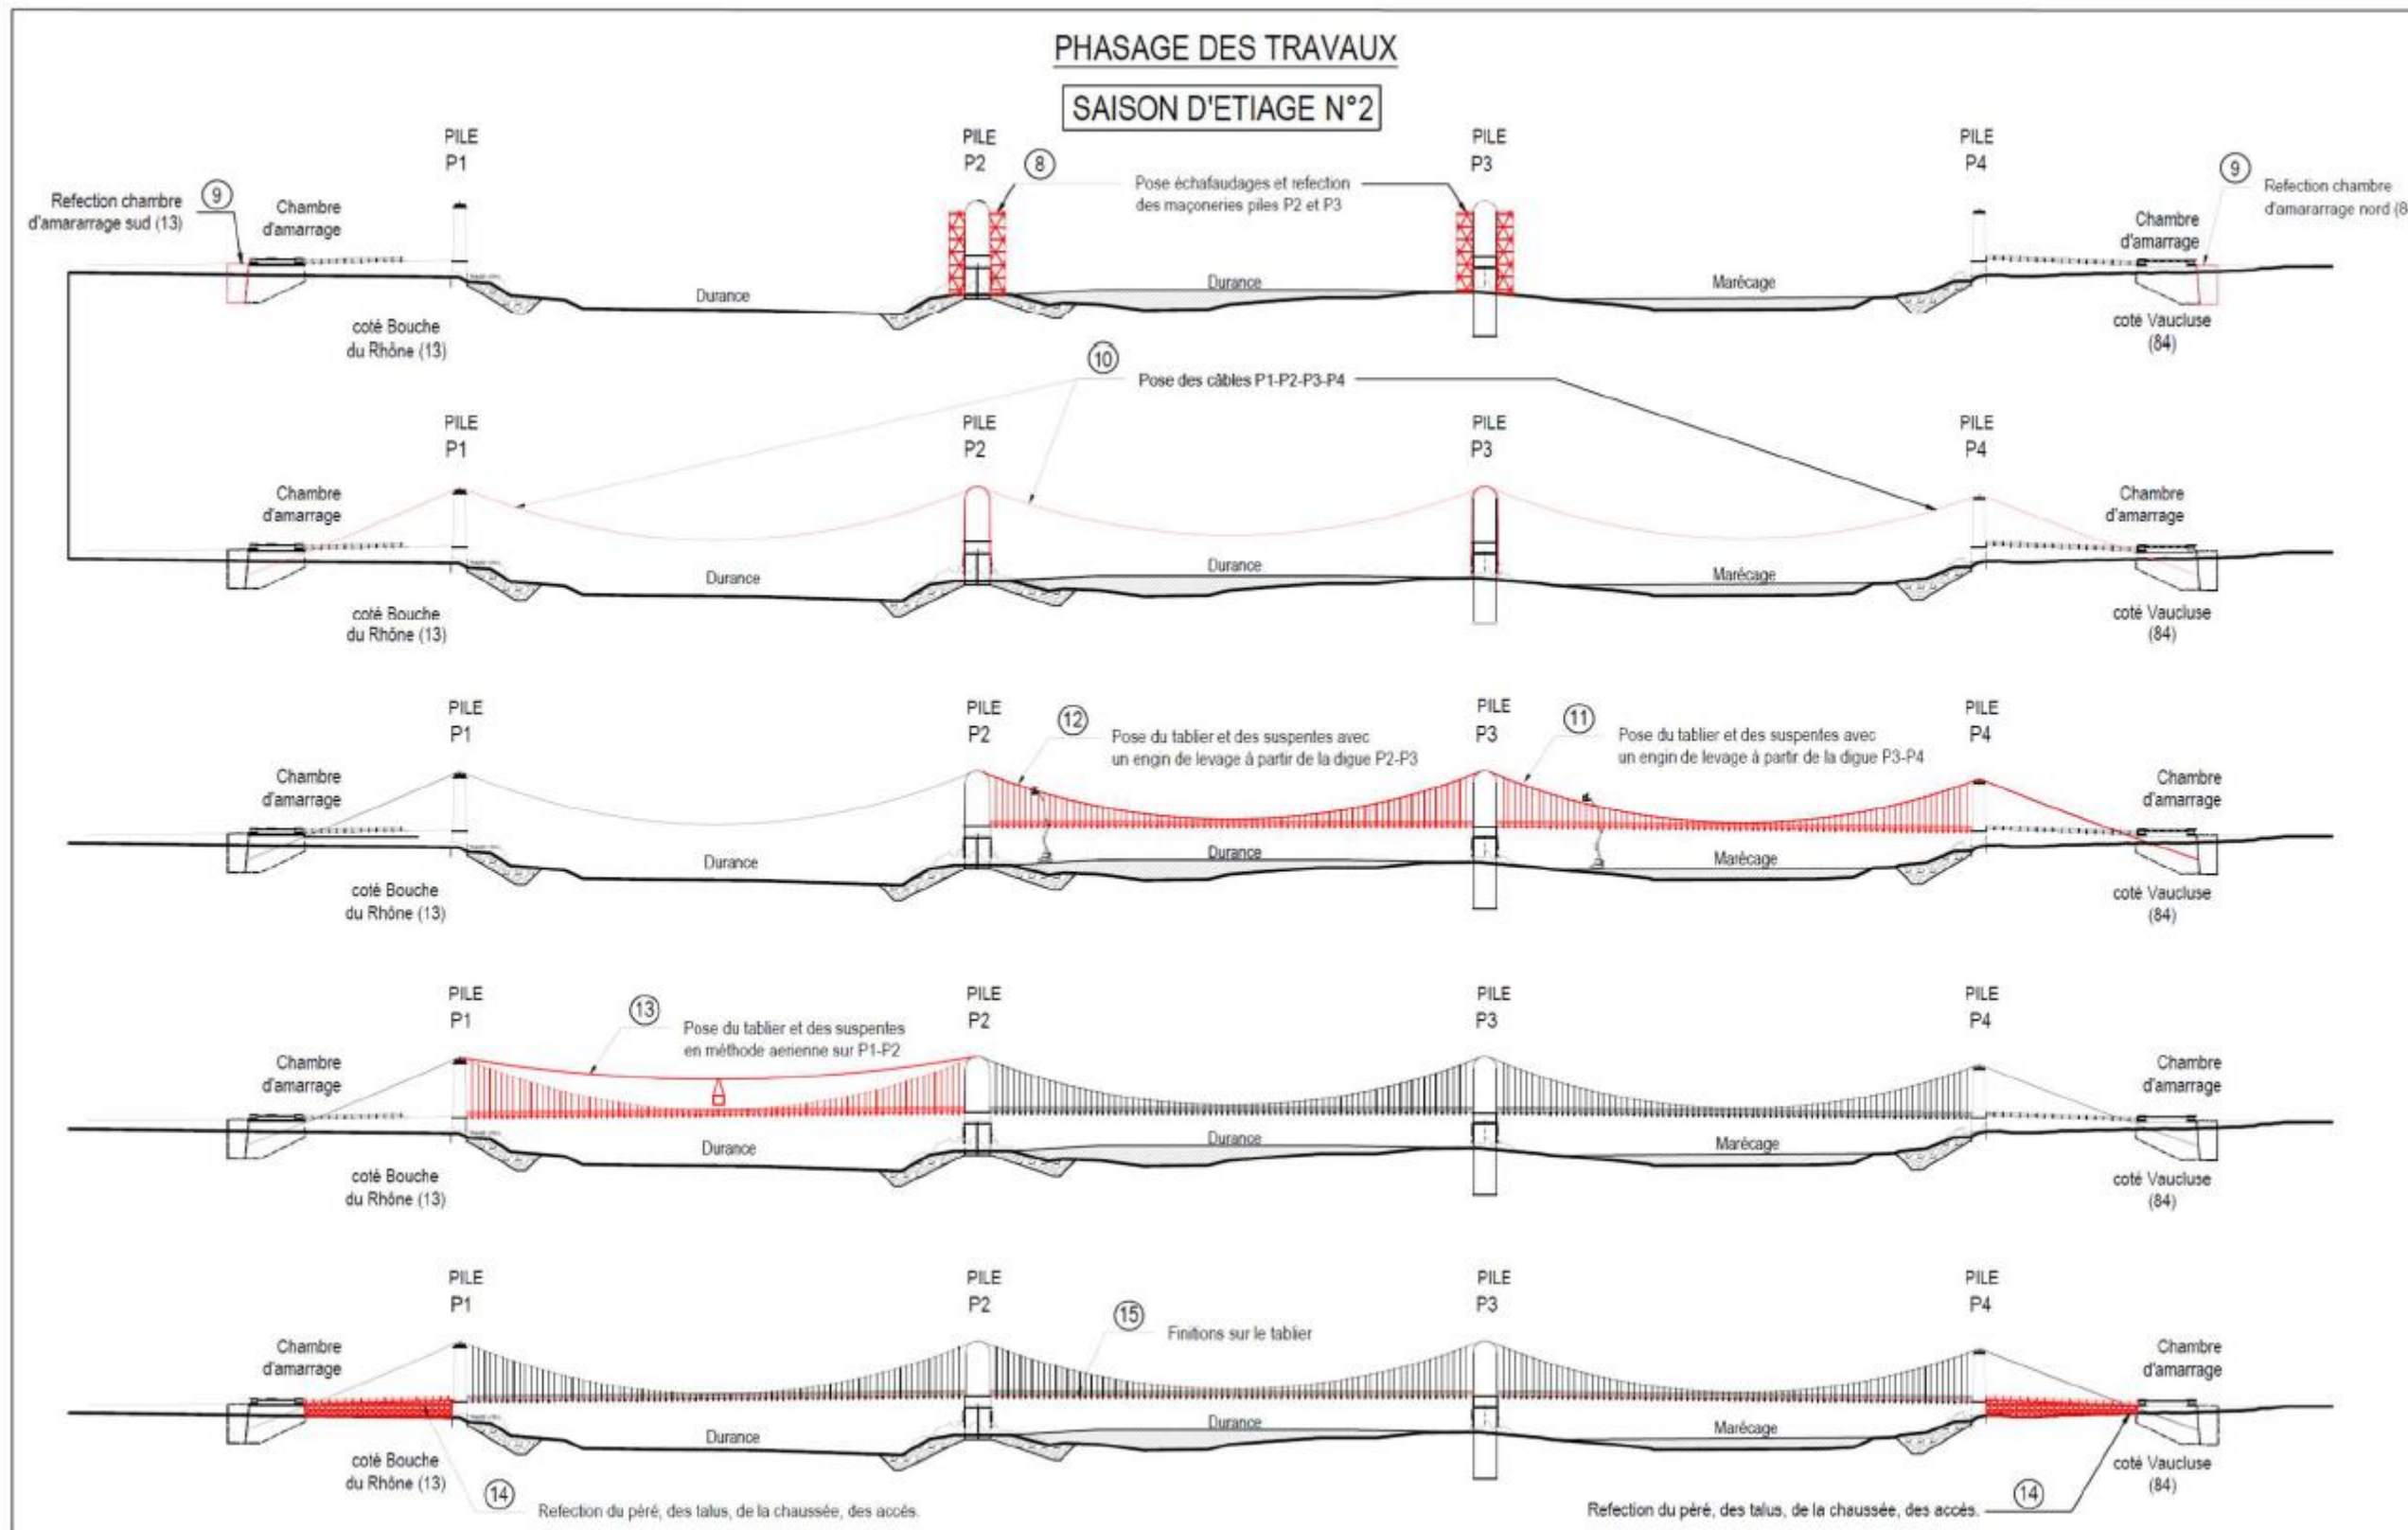 PHASAGE DES TRAVAUX
SAISON D'ETIAGE N°2
PILE
P1
PILE
P2
PILE
P3
PILE
P4
8
Pose échafaudages et refection
des maçoneries piles P2 et P3
9
Refection chambre
d'amararrage sud (13)
Chambre
d'amarrage
9
Refection chambre
d'amararrage nord (8
Chambre
d'amarrage
Durance
Durance
Marécage
coté Bouche
du Rhône (13)
coté Vaucluse
(84)
10
Pose des câbles P1-P2-P3-P4
PILE
P1
PILE
P2
PILE
P3
PILE
P4
Chambre
d'amarrage
Chambre
d'amarrage
Durance
Durance
Marécage
coté Bouche
du Rhône (13)
coté Vaucluse
(84)
PILE
P1
PILE
P2
PILE
P3
PILE
P4
12
Pose du tablier et des suspentes avec
un engin de levage à partir de la digue P2-P3
11
Pose du tablier et des suspentes avec
un engin de levage à partir de la digue P3-P4
Chambre
d'amarrage
Chambre
d'amarrage
Durance
Durance
Marécage
coté Bouche
du Rhône (13)
coté Vaucluse
(84)
PILE
P1
PILE
P2
PILE
P3
PILE
P4
13
Pose du tablier et des suspentes
en méthode aerienne sur P1-P2
Chambre
d'amarrage
Chambre
d'amarrage
Durance
Durance
Marécage
coté Bouche
du Rhône (13)
coté Vaucluse
(84)
PILE
P1
PILE
P2
PILE
P3
PILE
P4
15
Finitions sur le tablier
Chambre
d'amarrage
Chambre
d'amarrage
Durance
Durance
Marécage
coté Bouche
du Rhône (13)
coté Vaucluse
(84)
14
Refection du péré, des talus, de la chaussée, des accés.
Refection du péré, des talus, de la chaussée, des accés.
14